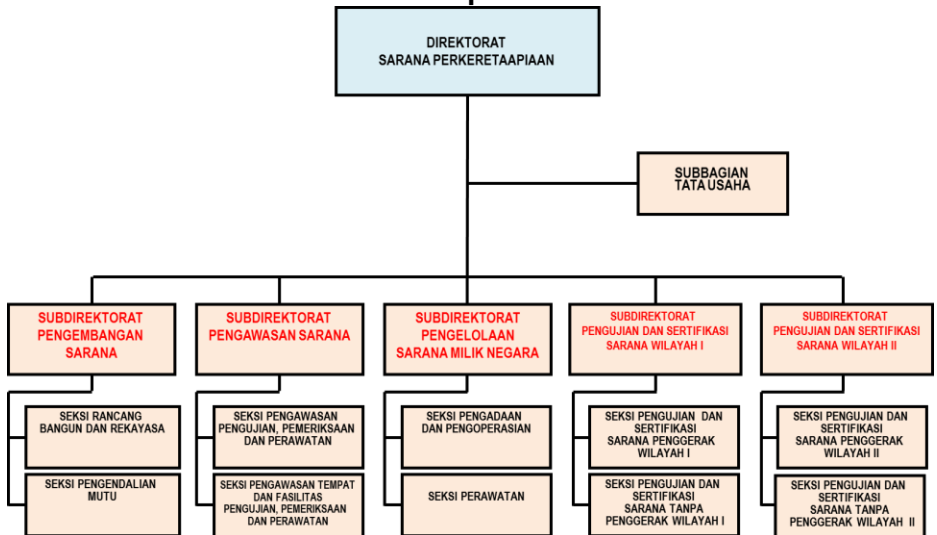 DIREKTORAT
SARANA PERKERETAAPIAAN
SUBBAGIAN
TATA USAHA
SUBDIREKTORAT
PENGEMBANGAN
SARANA
SUBDIREKTORAT
PENGAWASAN SARANA
SUBDIREKTORAT
PENGELOLAAN
SARANA MILIK NEGARA
SUBDIREKTORAT
PENGUJIAN DAN SERTIFIKASI
SARANA WILAYAH I
SUBDIREKTORAT
PENGUJIAN DAN SERTIFIKASI
SARANA WILAYAH II
SEKSI RANCANG
BANGUN DAN REKAYASA
SEKSI PENGAWASAN
PENGUJIAN, PEMERIKSAAN
DAN PERAWATAN
SEKSI PENGADAAN
DAN PENGOPERASIAN
SEKSI PENGUJIAN DAN
SERTIFIKASI
SARANA PENGGERAK
WILAYAH I
SEKSI PENGUJIAN DAN
SERTIFIKASI
SARANA PENGGERAK
WILAYAH II
SEKSI PENGENDALIAN
MUTU
SEKSI PENGAWASAN TEMPAT
DAN FASILITAS
PENGUJIAN, PEMERIKSAAN
DAN PERAWATAN
SEKSI PERAWATAN
SEKSI PENGUJIAN DAN
SERTIFIKASI
SARANA TANPA
PENGGERAK WILAYAH I
SEKSI PENGUJIAN DAN
SERTIFIKASI
SARANA TANPA
PENGGERAK WILAYAH II